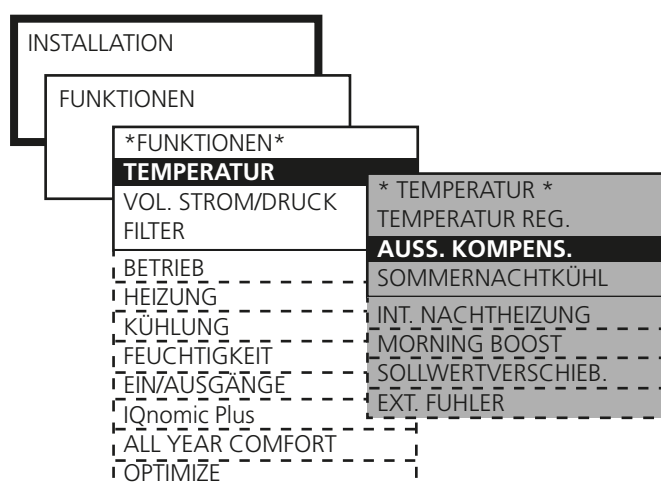 INSTALLATION
FUNKTIONEN
*FUNKTIONEN*
TEMPERATUR
VOL. STROM/DRUCK
FILTER
BETRIEB
HEIZUNG
KÜHLUNG
FEUCHTIGKEIT
EIN/AUSGÄNGE
IQnomic Plus
ALL YEAR COMFORT
OPTIMIZE
* TEMPERATUR *
TEMPERATUR REG.
AUSS. KOMPENS.
SOMMERNACHTKÜHL
INT. NACHTHEIZUNG
MORNING BOOST
SOLLWERTVERSCHIEB.
EXT. FUHLER